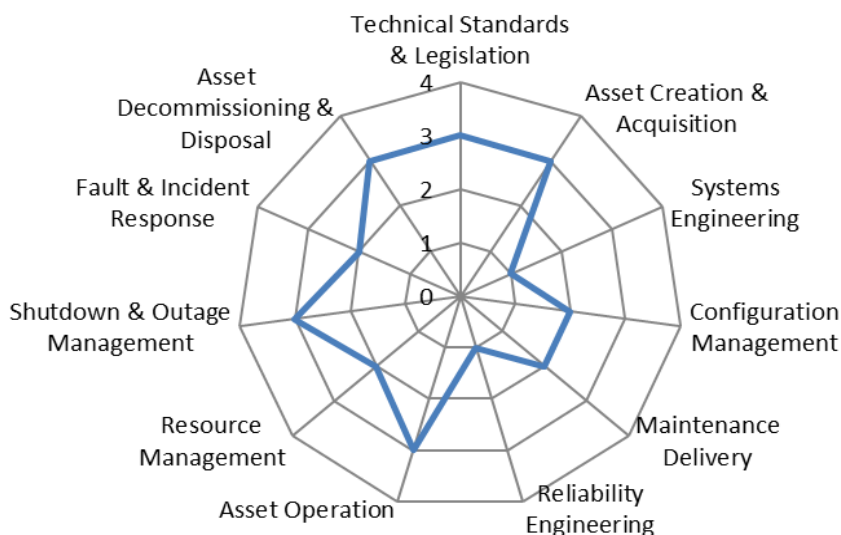 Technical Standards
& Legislation
Asset Creation &
Acquisition
Systems
Engineering
Configuration
Management
Maintenance
Delivery
Reliability
Engineering
Asset Operation
Resource
Management
Shutdown & Outage
Management
Fault & Incident
Response
Asset
Decommissioning &
Disposal
4
3
2
1
0